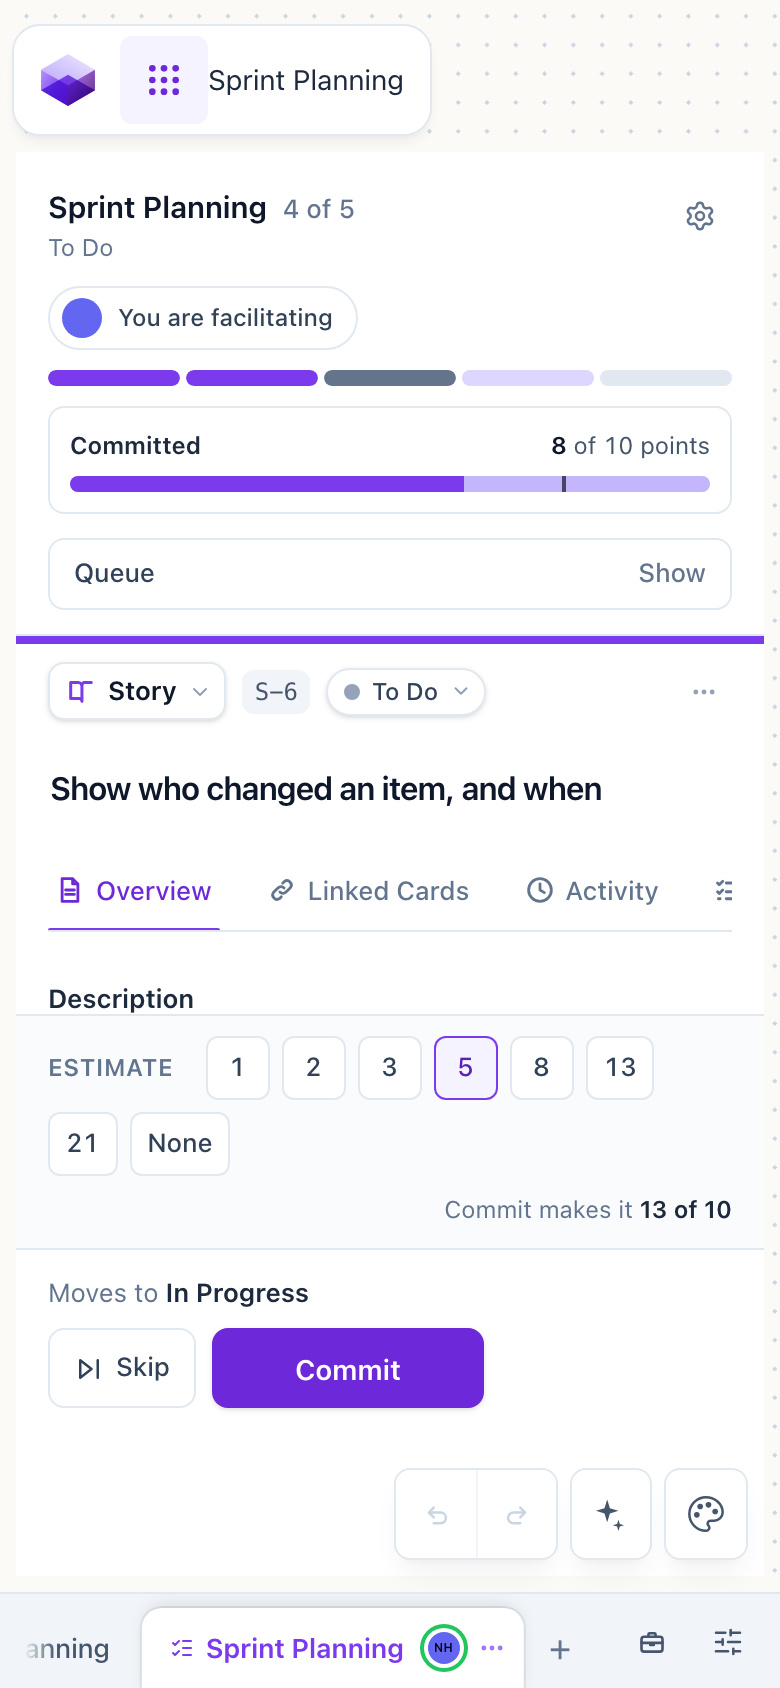 Sprint Planning
Sprint Planning 4 of 5
To Do
You are facilitating
Committed 8 of 10 points
Queue Show
Story S-6 To Do
Show who changed an item, and when
Overview Linked Cards Activity
Description
ESTIMATE 1 2 3 5 8 13
21 None
Commit makes it 13 of 10
Moves to In Progress
Skip Commit
anning Sprint Planning NH